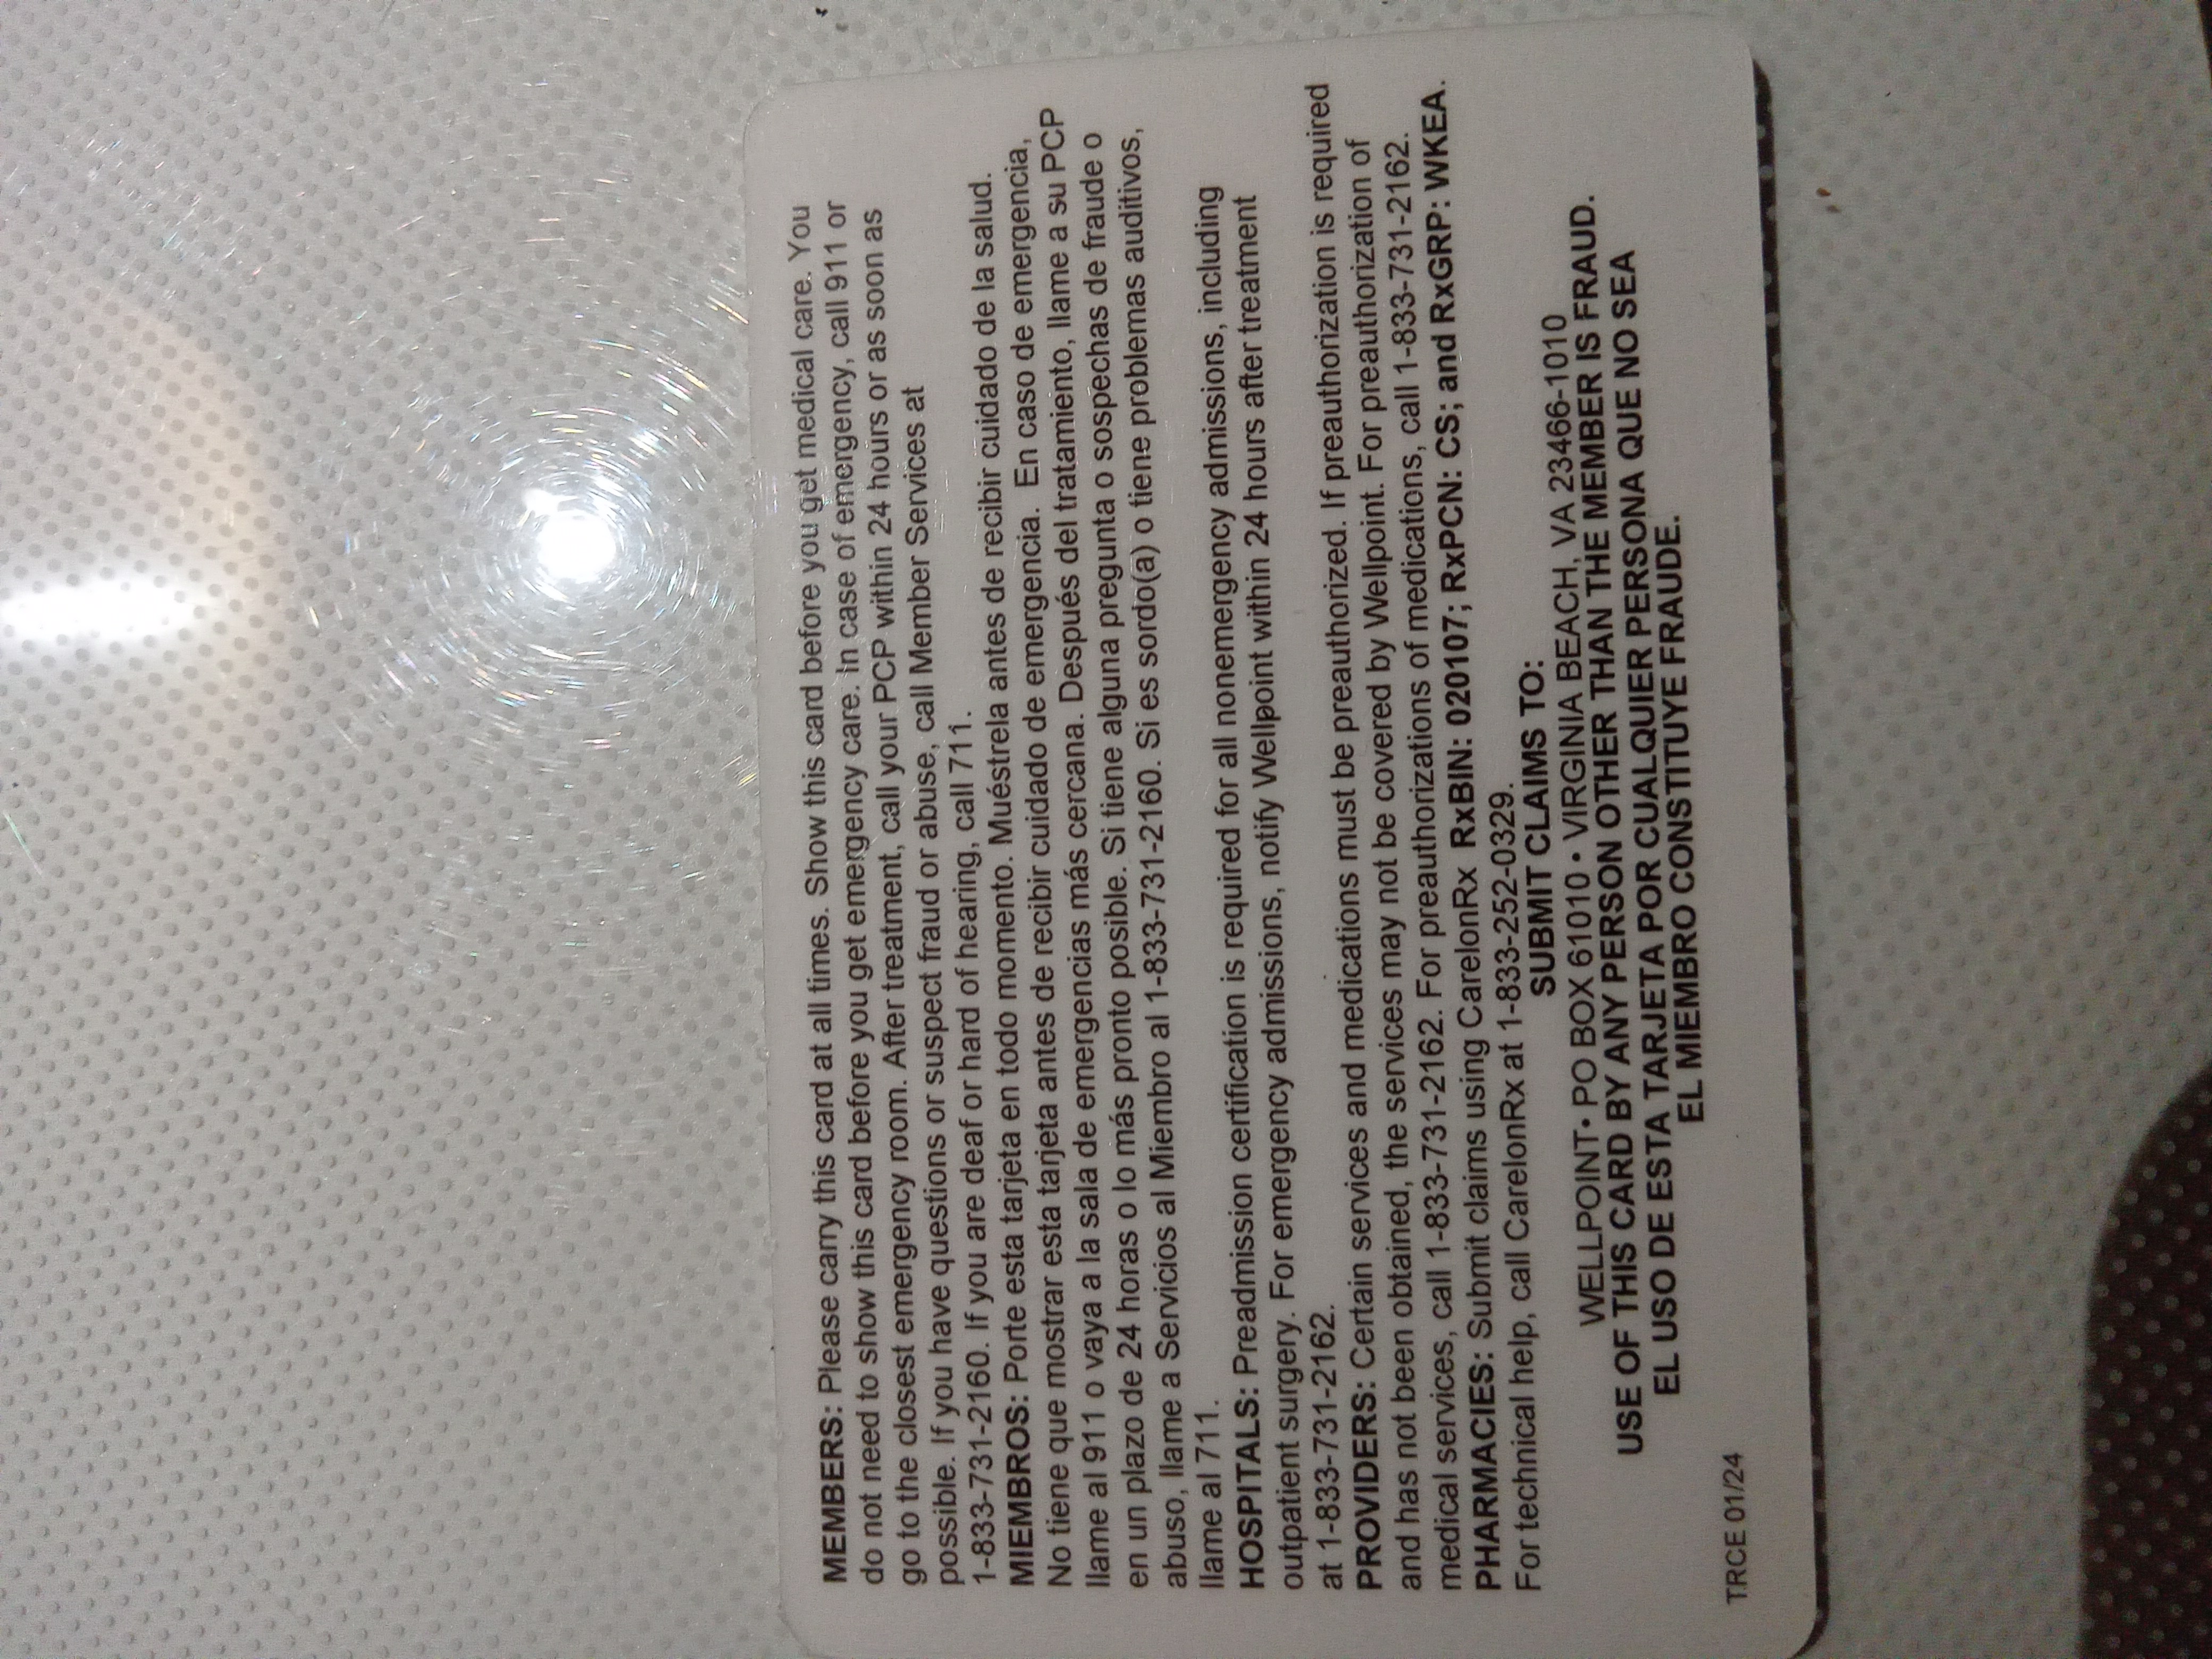 MEMBERS: Please carry this card at all times. Show this card before you get medical care. You
do not need to show this card before you get emergency care. In case of emergency, call 911 or
go to the closest emergency room. After treatment, call your PCP within 24 hours or as soon as
possible. If you have questions or suspect fraud or abuse, call Member Services at
1-833-731-2160. If you are deaf or hard of hearing, call 711.
MIEMBROS: Porte esta tarjeta en todo momento. Muéstrela antes de recibir cuidado de la salud.
No tiene que mostrar esta tarjeta antes de recibir cuidado de emergencia. En caso de emergencia,
llame al 911 o vaya a la sala de emergencias más cercana. Después del tratamiento, llame a su PCP
en un plazo de 24 horas o lo más pronto posible. Si tiene alguna pregunta o sospechas de fraude o
abuso, llame a Servicios al Miembro al 1-833-731-2160. Si es sordo(a) o tiene problemas auditivos,
llame al 711.
HOSPITALS: Preadmission certification is required for all nonemergency admissions, including
outpatient surgery. For emergency admissions, notify Wellpoint within 24 hours after treatment
at 1-833-731-2162.
PROVIDERS: Certain services and medications must be preauthorized. If preauthorization is required
and has not been obtained, the services may not be covered by Wellpoint. For preauthorization of
medical services, call 1-833-731-2162. For preauthorizations of medications, call 1-833-731-2162.
PHARMACIES: Submit claims using CarelonRx RxBIN: 020107; RxPCN: CS; and RxGRP: WKEA.
For technical help, call CarelonRx at 1-833-252-0329.
SUBMIT CLAIMS TO:
WELLPOINT• PO BOX 61010 • VIRGINIA BEACH, VA 23466-1010
USE OF THIS CARD BY ANY PERSON OTHER THAN THE MEMBER IS FRAUD.
EL USO DE ESTA TARJETA POR CUALQUIER PERSONA QUE NO SEA
EL MIEMBRO CONSTITUYE FRAUDE.
TRCE 01/24